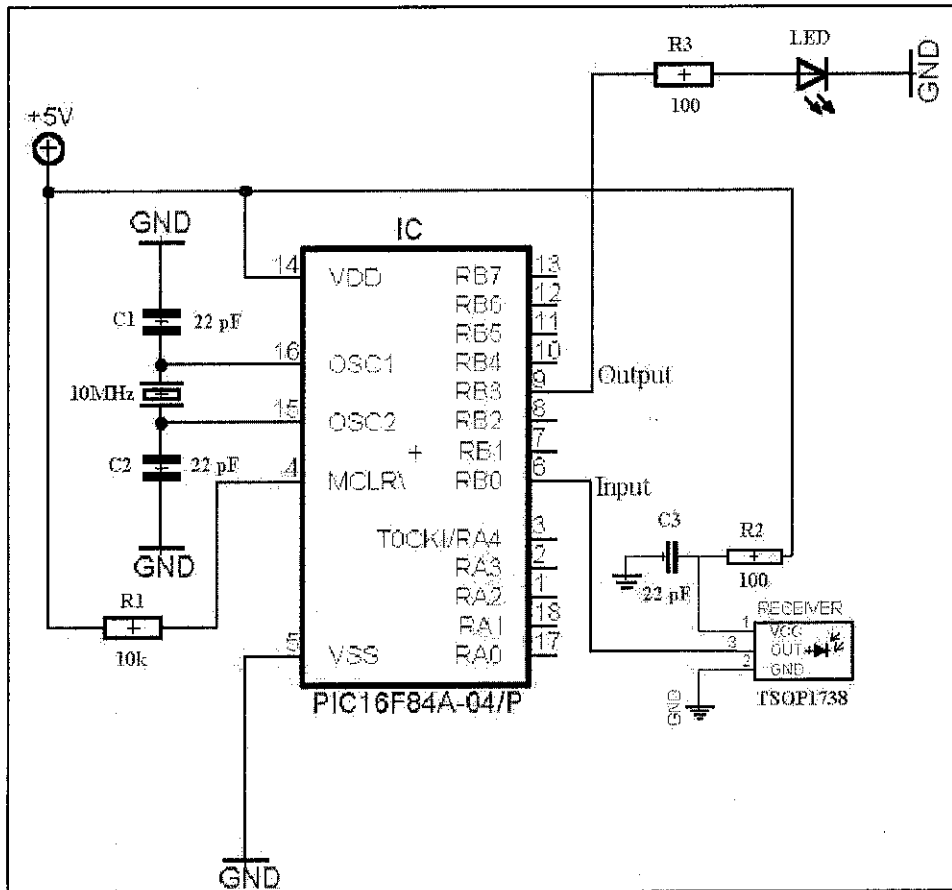 R3
LED
100
GND
+5V
GND
IC
C1
22 pF
10MHz
C2
22 pF
GND
R1
10k
14
16
15
4
5
VDD
OSC1
OSC2
+
MCLR\
VSS
RB7
RB6
RB5
RB4
RB3
RB2
RB1
RB0
T0CKI/RA4
RA3
RA2
RA1
RA0
13
12
11
10
9
8
7
6
3
2
1
18
17
PIC16F84A-04/P
GND
Output
Input
C3
22 pF
R2
100
RECEIVER
1
3
2
VCC
OUT
GND
TSOP1738
GND